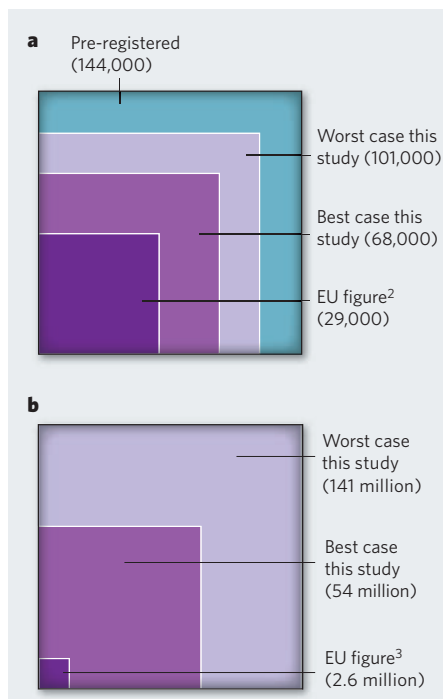 a
Pre-registered
(144,000)
Worst case this
study (101,000)
Best case this
study (68,000)
EU figure2
(29,000)
b
Worst case
this study
(141 million)
Best case
this study
(54 million)
EU figure3
(2.6 million)